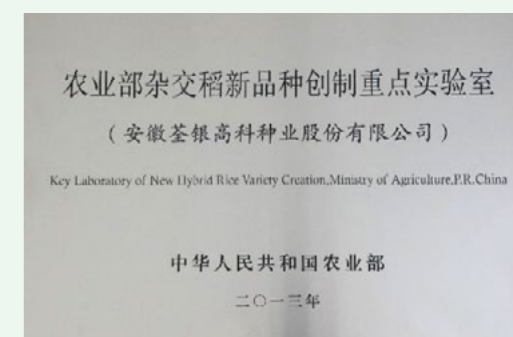 农业部杂交稻新品种创制重点实验室
（安徽荃银高科种业股份有限公司）
Key Laboratory of New Hybrid Rice Variety Creation,Ministry of Agriculture,P.R.China
中华人民共和国农业部
二〇一三年